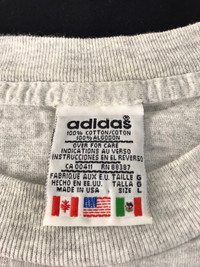 adidas
100% COTTON/COTON
100% ALGODON
OVER FOR CARE
INDICATIONS AU VERSO
INSTRUCCIONES EN EL REVERSO
CA 00411 RN 88387
FABRIQUE AUX E.U. TAILLE G
HECHO EN EE.UU. TALLA G
MADE IN SIZE